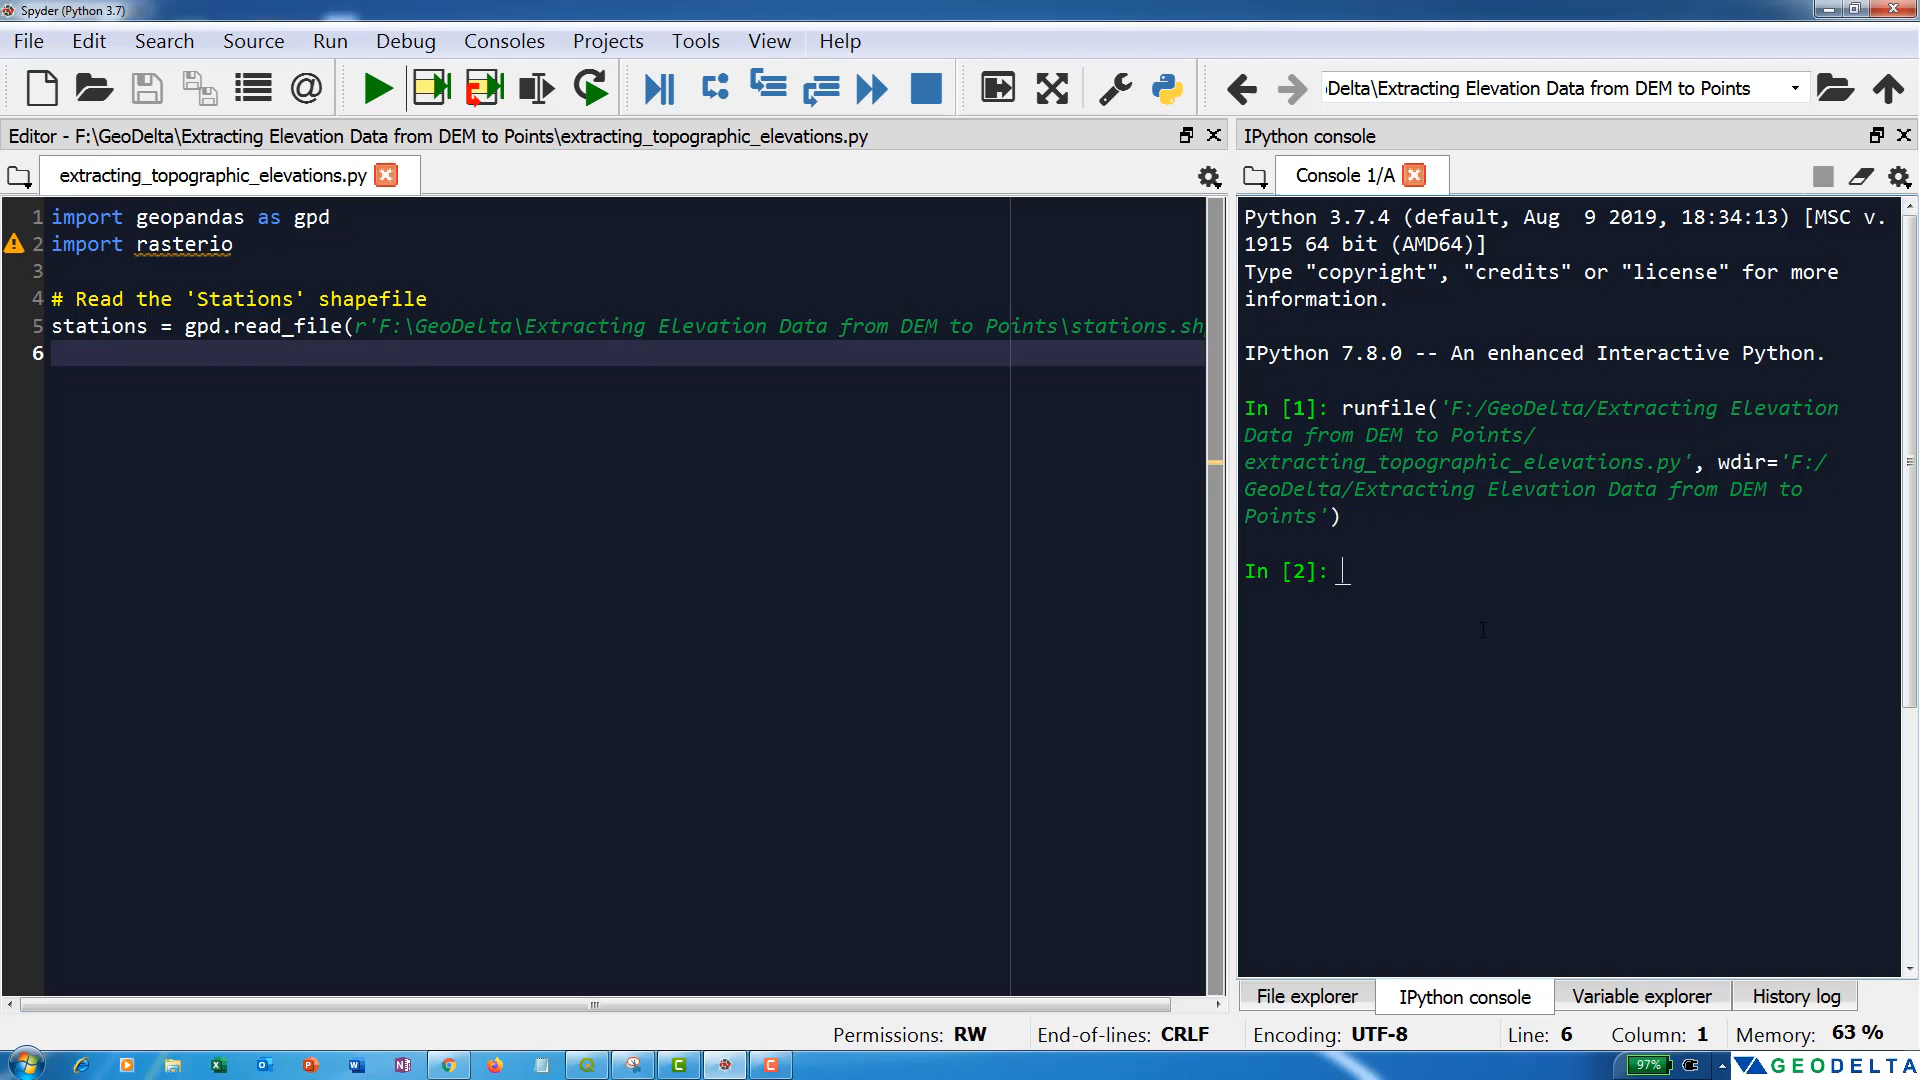 Spyder (Python 3.7)
File Edit Search Source Run Debug Consoles Projects Tools View Help
Delta\Extracting Elevation Data from DEM to Points
Editor - F:\GeoDelta\Extracting Elevation Data from DEM to Points\extracting_topographic_elevations.py
extracting_topographic_elevations.py
1 import geopandas as gpd
2 import rasterio
3
4 # Read the 'Stations' shapefile
5 stations = gpd.read_file(r'F:\GeoDelta\Extracting Elevation Data from DEM to Points\stations.sh
6
IPython console
Console 1/A
Python 3.7.4 (default, Aug  9 2019, 18:34:13) [MSC v.
1915 64 bit (AMD64)]
Type "copyright", "credits" or "license" for more
information.
IPython 7.8.0 -- An enhanced Interactive Python.
In [1]: runfile('F:/GeoDelta/Extracting Elevation
Data from DEM to Points/
extracting_topographic_elevations.py', wdir='F:/
GeoDelta/Extracting Elevation Data from DEM to
Points')
In [2]:
File explorer IPython console Variable explorer History log
Permissions: RW End-of-lines: CRLF Encoding: UTF-8 Line: 6 Column: 1 Memory: 63 %
97% GEODELTA